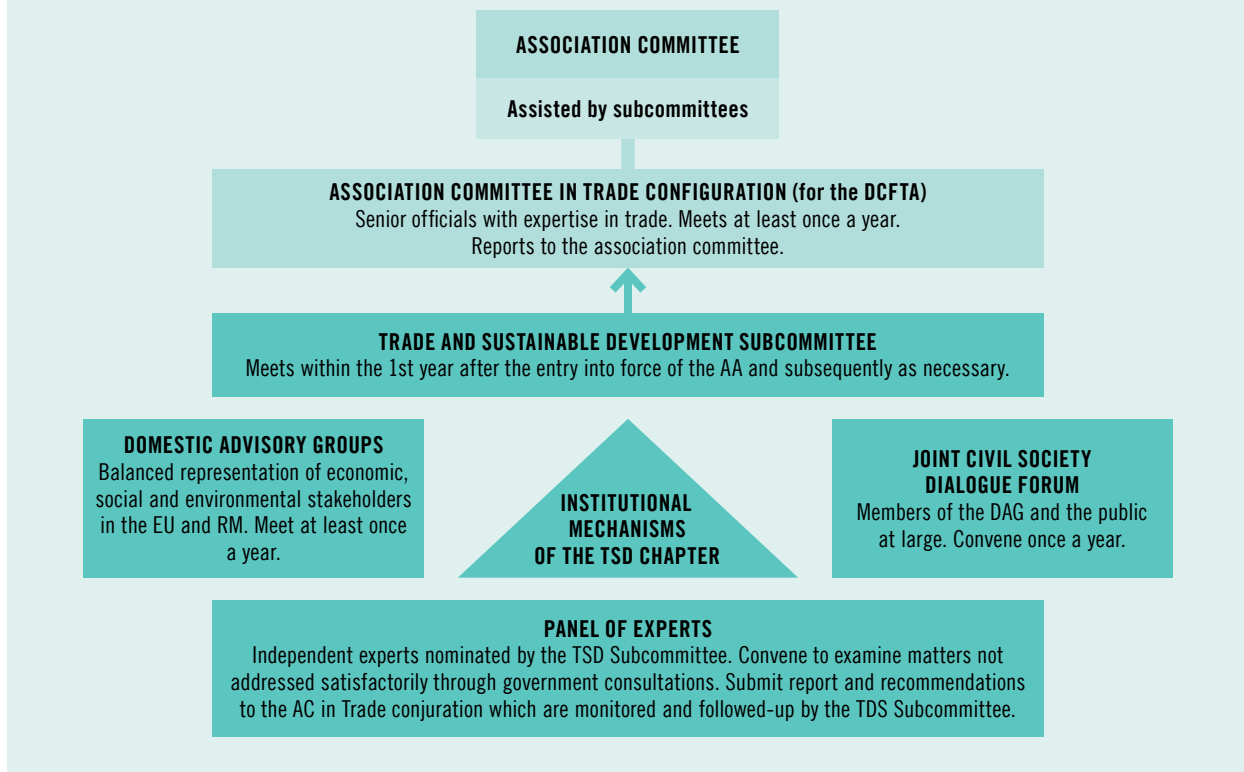 ASSOCIATION COMMITTEE
Assisted by subcommittees
ASSOCIATION COMMITTEE IN TRADE CONFIGURATION (for the DCFTA)
Senior officials with expertise in trade. Meets at least once a year.
Reports to the association committee.
TRADE AND SUSTAINABLE DEVELOPMENT SUBCOMMITTEE
Meets within the 1st year after the entry into force of the AA and subsequently as necessary.
DOMESTIC ADVISORY GROUPS
Balanced representation of economic,
social and environmental stakeholders
in the EU and RM. Meet at least once
a year.
INSTITUTIONAL
MECHANISMS
OF THE TSD CHAPTER
JOINT CIVIL SOCIETY
DIALOGUE FORUM
Members of the DAG and the public
at large. Convene once a year.
PANEL OF EXPERTS
Independent experts nominated by the TSD Subcommittee. Convene to examine matters not
addressed satisfactorily through government consultations. Submit report and recommendations
to the AC in Trade conjuration which are monitored and followed-up by the TDS Subcommittee.